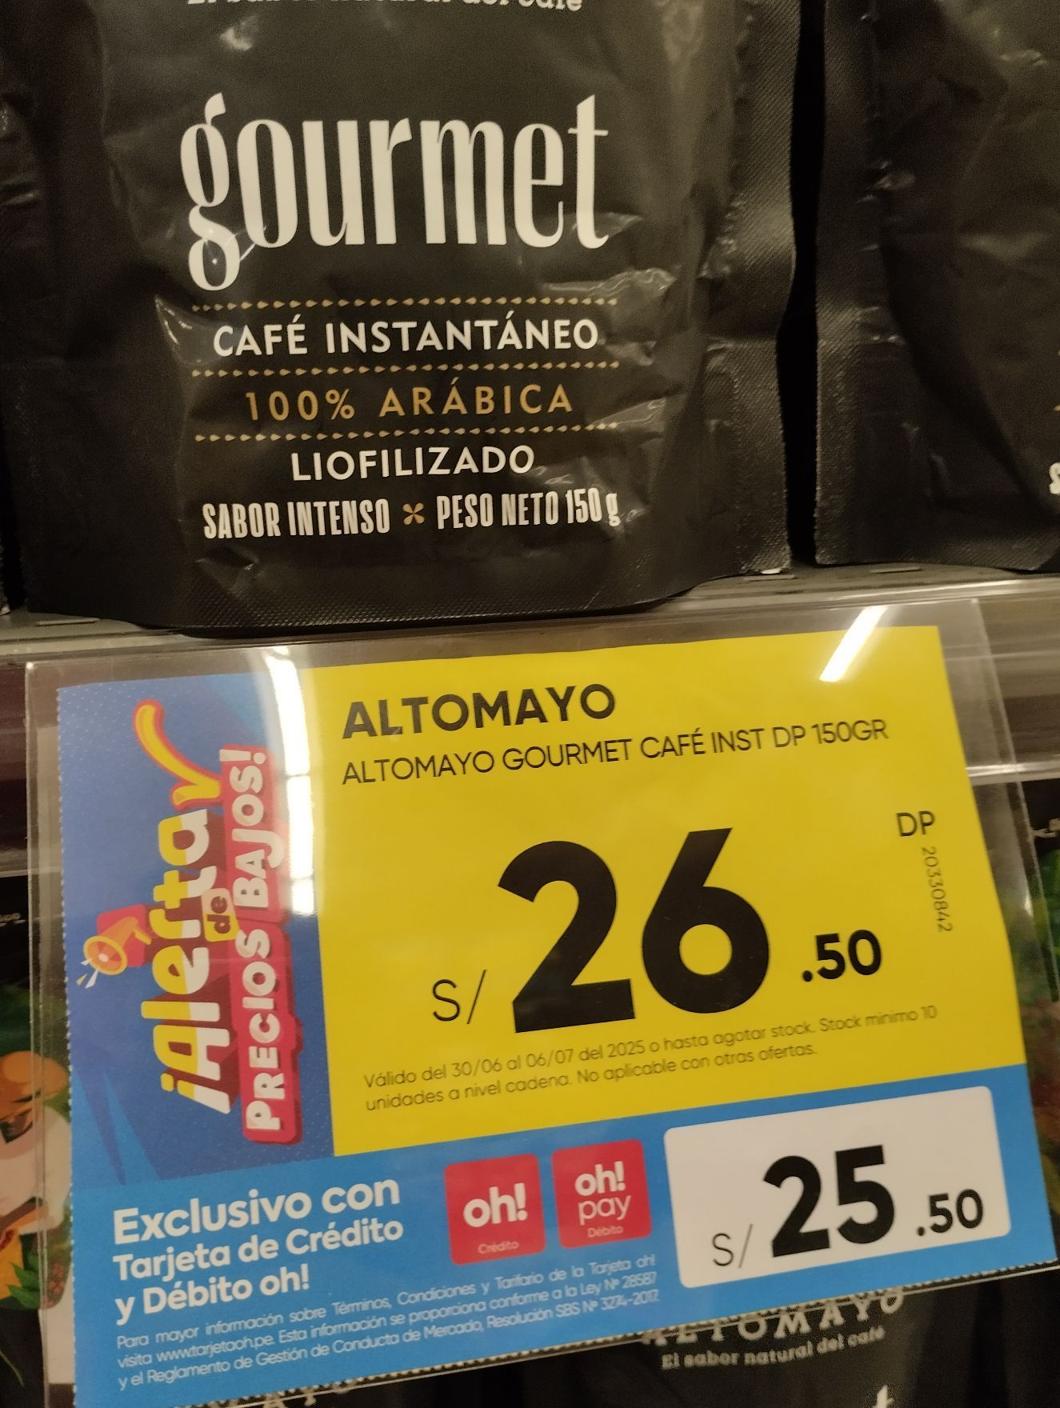 gourmet
CAFÉ INSTANTÁNEO
100% ARÁBICA
LIOFILIZADO
SABOR INTENSO PESO NETO 150 g
¡Alerta
de
PRECIOS BAJOS!
ALTOMAYO
ALTOMAYO GOURMET CAFÉ INST DP 150GR
DP
20330842
S/ 26.50
Válido del 30/06 al 06/07 del 2025 o hasta agotar stock. Stock mínimo 10
unidades a nivel cadena. No aplicable con otras ofertas.
Exclusivo con
Tarjeta de Crédito
y Débito oh!
oh!
Crédito
oh!
pay
Débito
S/ 25.50
Para mayor información sobre Términos, Condiciones y Tarifario de la Tarjeta oh!
visita www.tarjetaoh.pe. Esta información se proporciona conforme a la Ley Nº 28587
y el Reglamento de Gestión de Conducta de Mercado, Resolución SBS Nº 3274-2017.
ALTOMAYO
El sabor natural del café